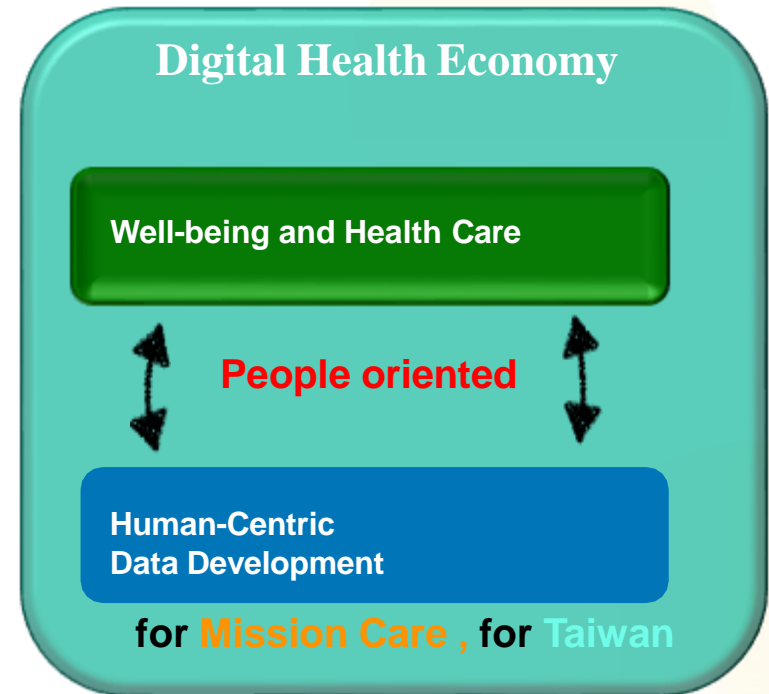 Digital Health Economy
Well-being and Health Care
People oriented
Human-Centric
Data Development
for Mission Care , for Taiwan